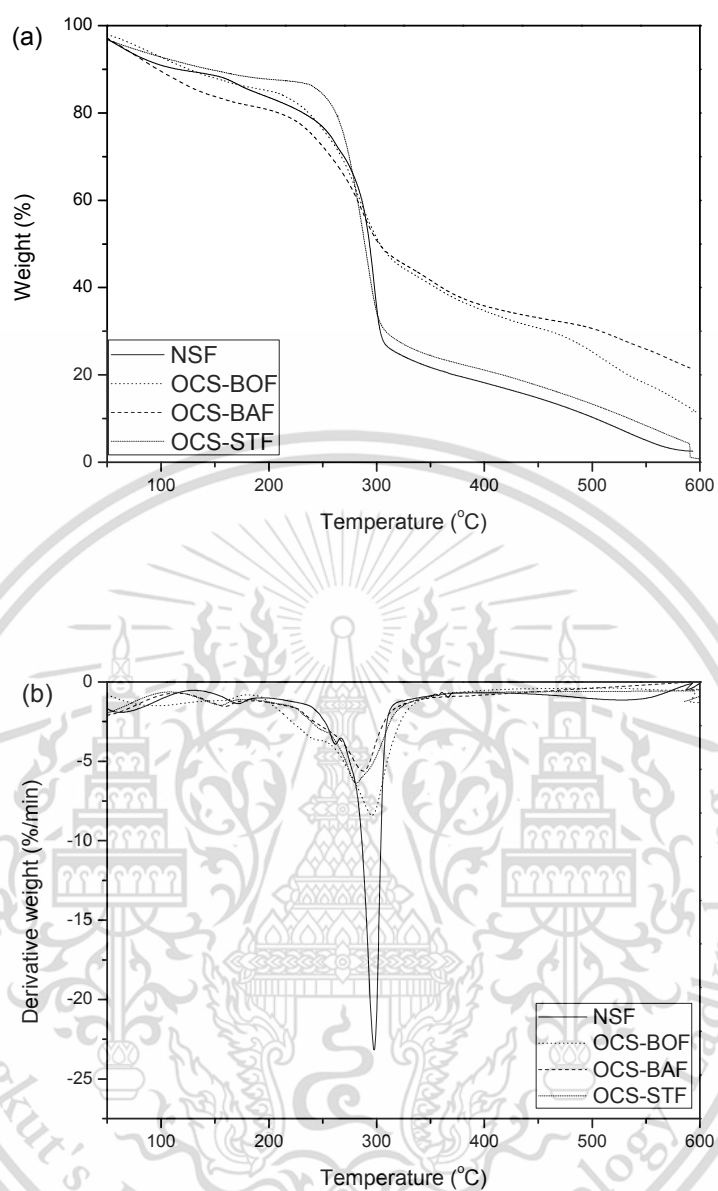 (a)
100
80
60
40
20
0
Weight (%)
NSF
OCS-BOF
OCS-BAF
OCS-STF
100 200 300 400 500 600
Temperature (°C)
(b)
0
-5
-10
-15
-20
-25
Derivative weight (%/min)
NSF
OCS-BOF
OCS-BAF
OCS-STF
100 200 300 400 500 600
Temperature (°C)